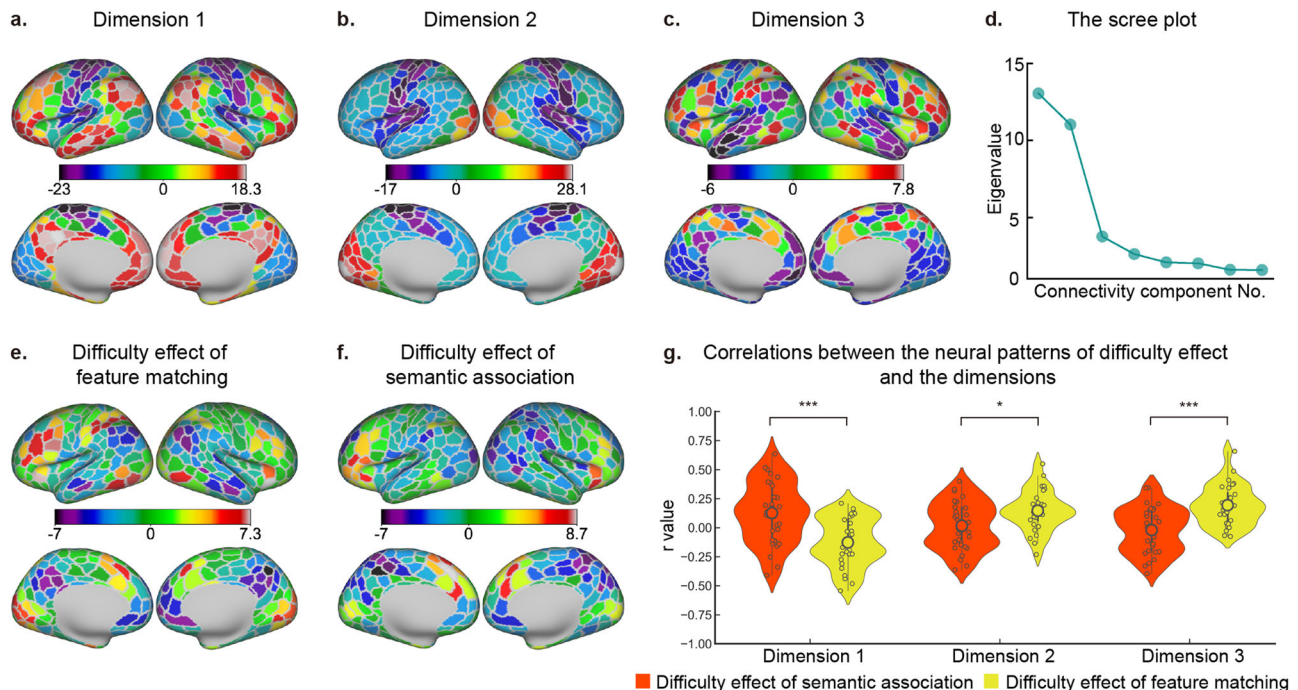 a. Dimension 1
b. Dimension 2
c. Dimension 3
d. The scree plot
-23 0 18.3
-17 0 28.1
-6 0 7.8
15
10
5
0
Eigenvalue
Connectivity component No.
e. Difficulty effect of
feature matching
f. Difficulty effect of
semantic association
g. Correlations between the neural patterns of difficulty effect
and the dimensions
-7 0 7.3
-7 0 8.7
*** * ***
1.00
0.75
0.50
0.25
0.00
−0.25
−0.50
−0.75
−1.00
r value
Dimension 1 Dimension 2 Dimension 3
Difficulty effect of semantic association Difficulty effect of feature matching